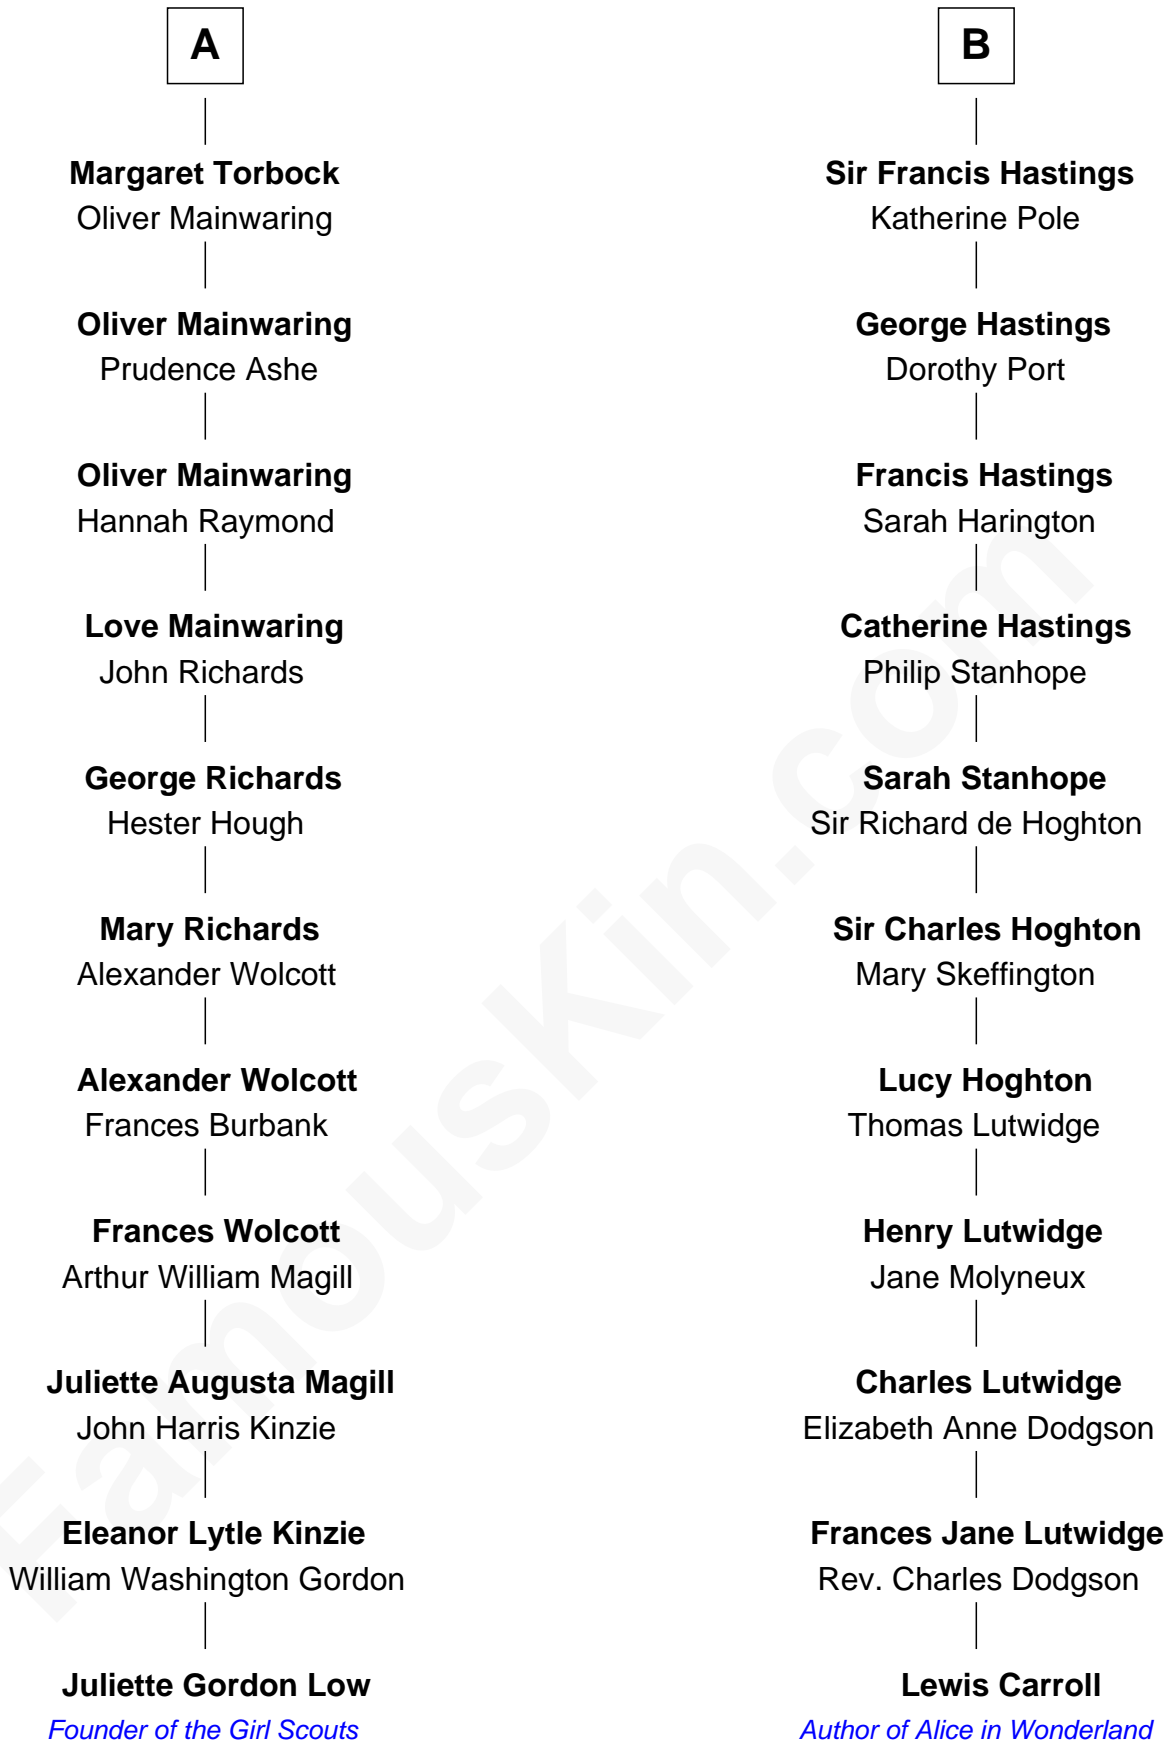 A
Margaret Torbock
Oliver Mainwaring
Oliver Mainwaring
Prudence Ashe
Oliver Mainwaring
Hannah Raymond
Love Mainwaring
John Richards
George Richards
Hester Hough
Mary Richards
Alexander Wolcott
Alexander Wolcott
Frances Burbank
Frances Wolcott
Arthur William Magill
Juliette Augusta Magill
John Harris Kinzie
Eleanor Lytle Kinzie
William Washington Gordon
Juliette Gordon Low
Founder of the Girl Scouts
B
Sir Francis Hastings
Katherine Pole
George Hastings
Dorothy Port
Francis Hastings
Sarah Harington
Catherine Hastings
Philip Stanhope
Sarah Stanhope
Sir Richard de Hoghton
Sir Charles Hoghton
Mary Skeffington
Lucy Hoghton
Thomas Lutwidge
Henry Lutwidge
Jane Molyneux
Charles Lutwidge
Elizabeth Anne Dodgson
Frances Jane Lutwidge
Rev. Charles Dodgson
Lewis Carroll
Author of Alice in Wonderland
FamousKin.com